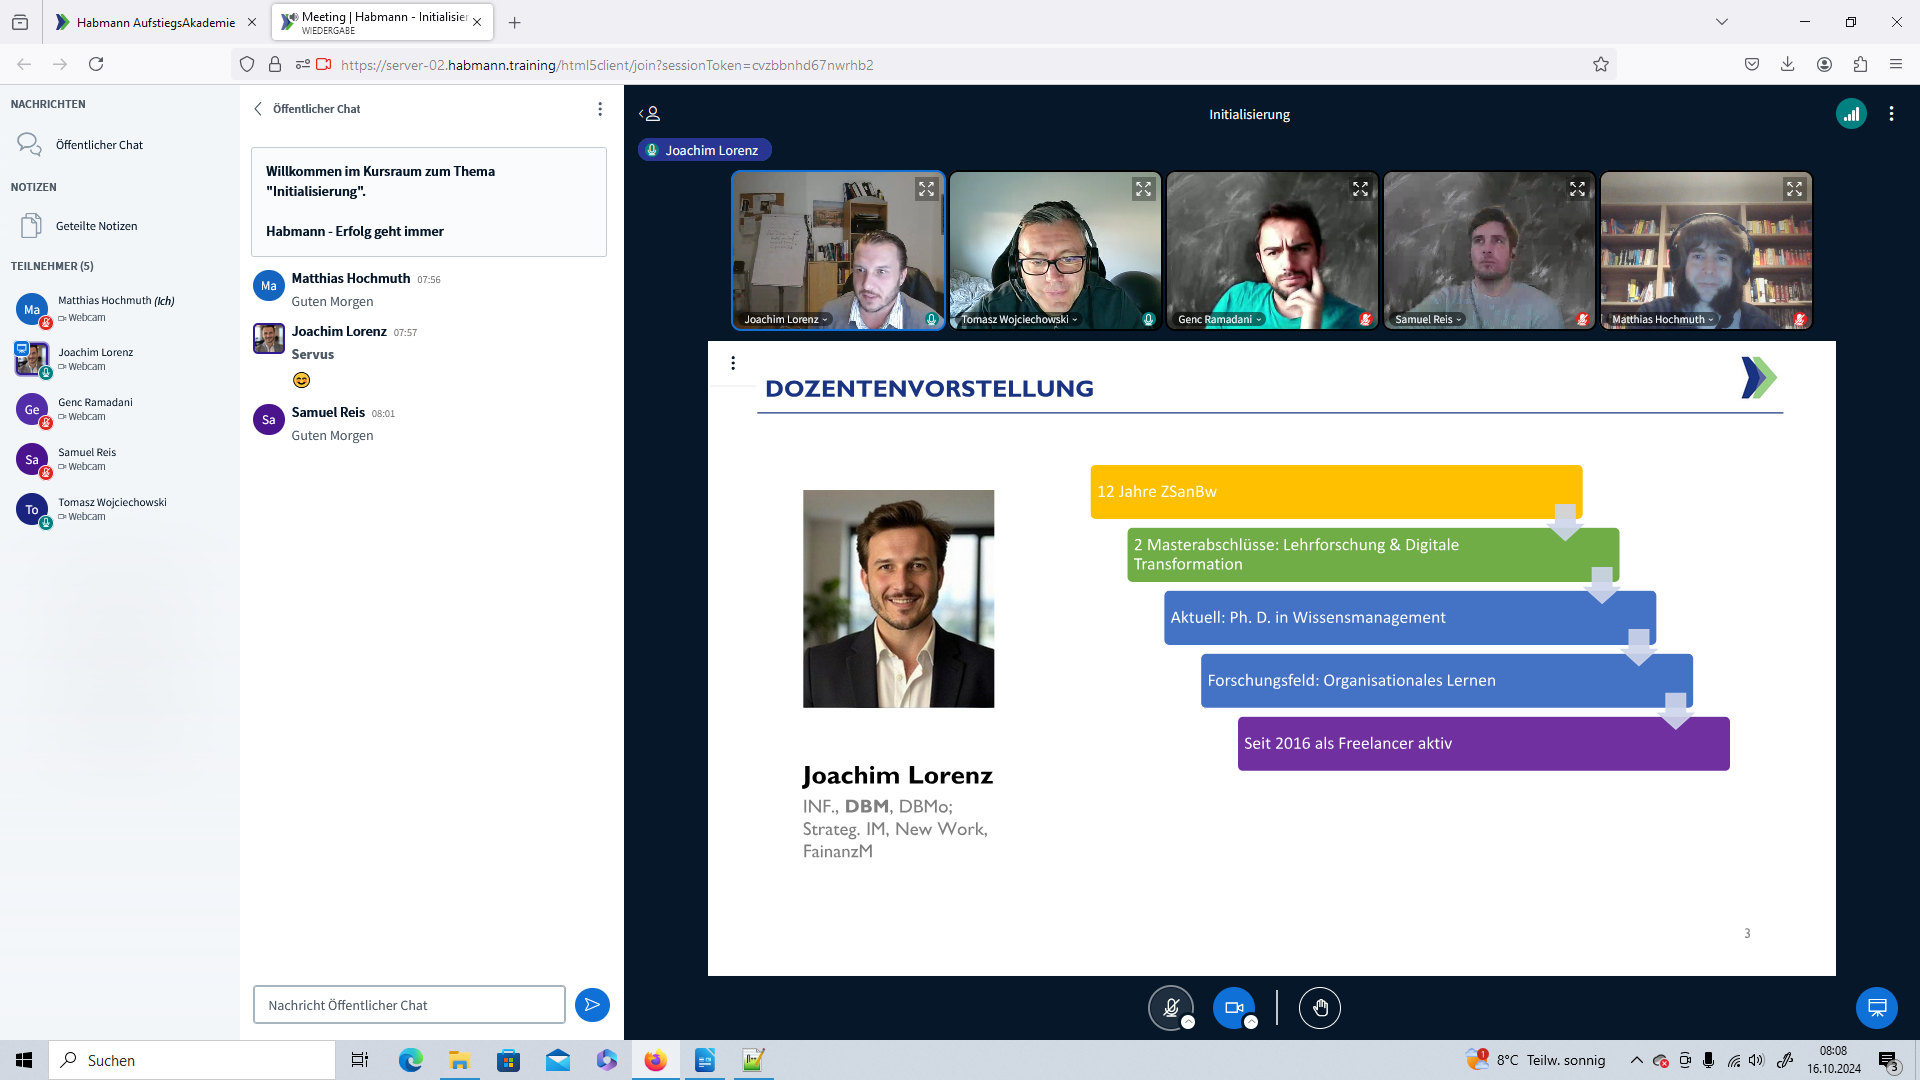 Habmann AufstiegsAkademie
Meeting | Habmann - Initialisier
WIEDERGABE
https://server-02.habmann.training/html5client/join?sessionToken=cvzbbnhd67nwrhb2
NACHRICHTEN
Öffentlicher Chat
NOTIZEN
Geteilte Notizen
TEILNEHMER (5)
Ma
Matthias Hochmuth (Ich)
Webcam
Joachim Lorenz
Webcam
Ge
Genc Ramadani
Webcam
Sa
Samuel Reis
Webcam
To
Tomasz Wojciechowski
Webcam
Öffentlicher Chat
Willkommen im Kursraum zum Thema
"Initialisierung".
Habmann - Erfolg geht immer
Ma
Matthias Hochmuth 07:56
Guten Morgen
Joachim Lorenz 07:57
Servus
Sa
Samuel Reis 08:01
Guten Morgen
Nachricht Öffentlicher Chat
Initialisierung
Joachim Lorenz
Joachim Lorenz
Tomasz Wojciechowski
Genc Ramadani
Samuel Reis
Matthias Hochmuth
DOZENTENVORSTELLUNG
12 Jahre ZSanBw
2 Masterabschlüsse: Lehrforschung & Digitale
Transformation
Aktuell: Ph. D. in Wissensmanagement
Forschungsfeld: Organisationales Lernen
Seit 2016 als Freelancer aktiv
Joachim Lorenz
INF., DBM, DBMo;
Strateg. IM, New Work,
FainanzM
3
Suchen
1
8°C Teilw. sonnig
08:08
16.10.2024
3